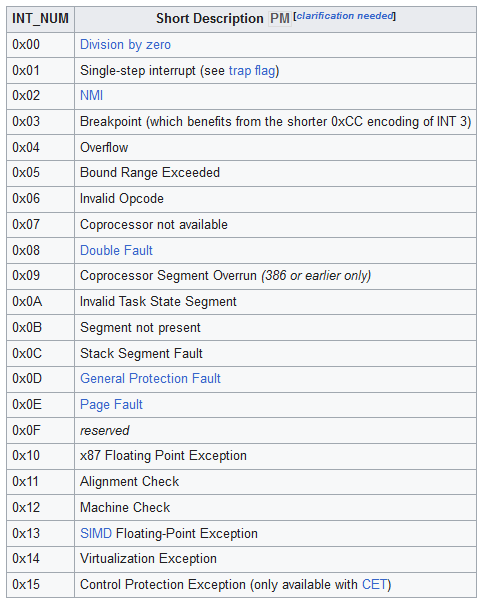 INT_NUM Short Description PM [clarification needed]
0x00 Division by zero
0x01 Single-step interrupt (see trap flag)
0x02 NMI
0x03 Breakpoint (which benefits from the shorter 0xCC encoding of INT 3)
0x04 Overflow
0x05 Bound Range Exceeded
0x06 Invalid Opcode
0x07 Coprocessor not available
0x08 Double Fault
0x09 Coprocessor Segment Overrun (386 or earlier only)
0x0A Invalid Task State Segment
0x0B Segment not present
0x0C Stack Segment Fault
0x0D General Protection Fault
0x0E Page Fault
0x0F reserved
0x10 x87 Floating Point Exception
0x11 Alignment Check
0x12 Machine Check
0x13 SIMD Floating-Point Exception
0x14 Virtualization Exception
0x15 Control Protection Exception (only available with CET)